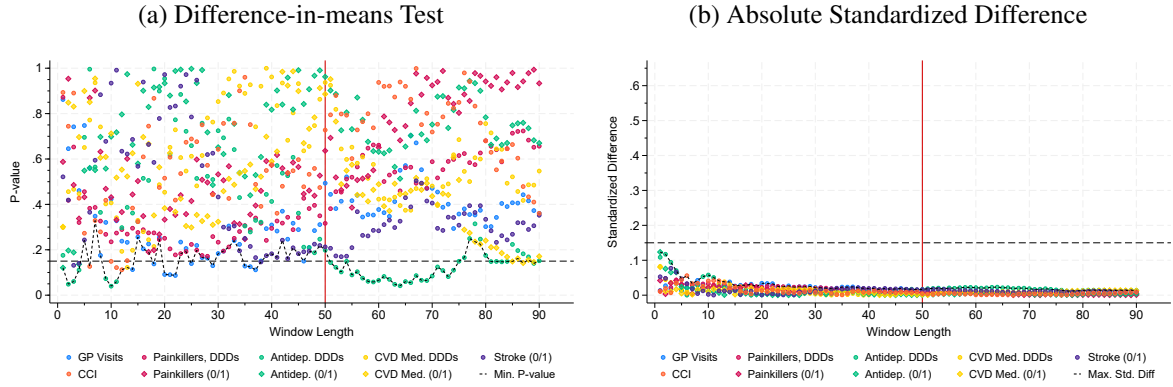 (a) Difference-in-means Test
P-value
1
.8
.6
.4
.2
0
0 10 20 30 40 50 60 70 80 90
Window Length
GP Visits Painkillers, DDDs Antidep. DDDs CVD Med. DDDs Stroke (0/1)
CCI Painkillers (0/1) Antidep. (0/1) CVD Med. (0/1) Min. P-value
(b) Absolute Standardized Difference
Standardized Difference
.6
.5
.4
.3
.2
.1
0
0 10 20 30 40 50 60 70 80 90
Window Length
GP Visits Painkillers, DDDs Antidep. DDDs CVD Med. DDDs Stroke (0/1)
CCI Painkillers (0/1) Antidep. (0/1) CVD Med. (0/1) Max. Std. Diff